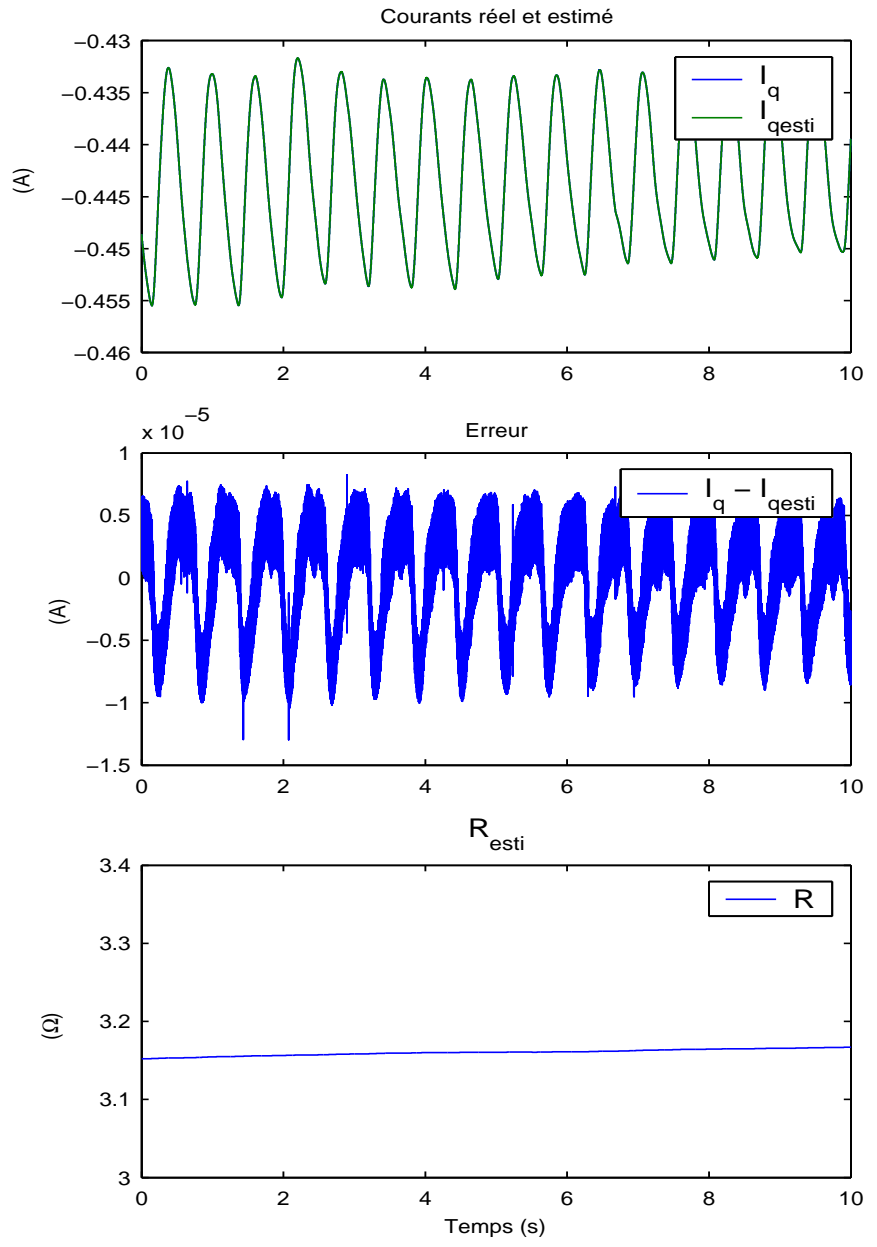 Courants réel et estimé
−0.43
−0.435
−0.44
−0.445
−0.45
−0.455
−0.46
(A)
I_q
I_qesti
0 2 4 6 8 10
x 10^−5
Erreur
1
0.5
0
−0.5
−1
−1.5
(A)
I_q − I_qesti
0 2 4 6 8 10
R_esti
3.4
3.3
3.2
3.1
3
(Ω)
R
0 2 4 6 8 10
Temps (s)